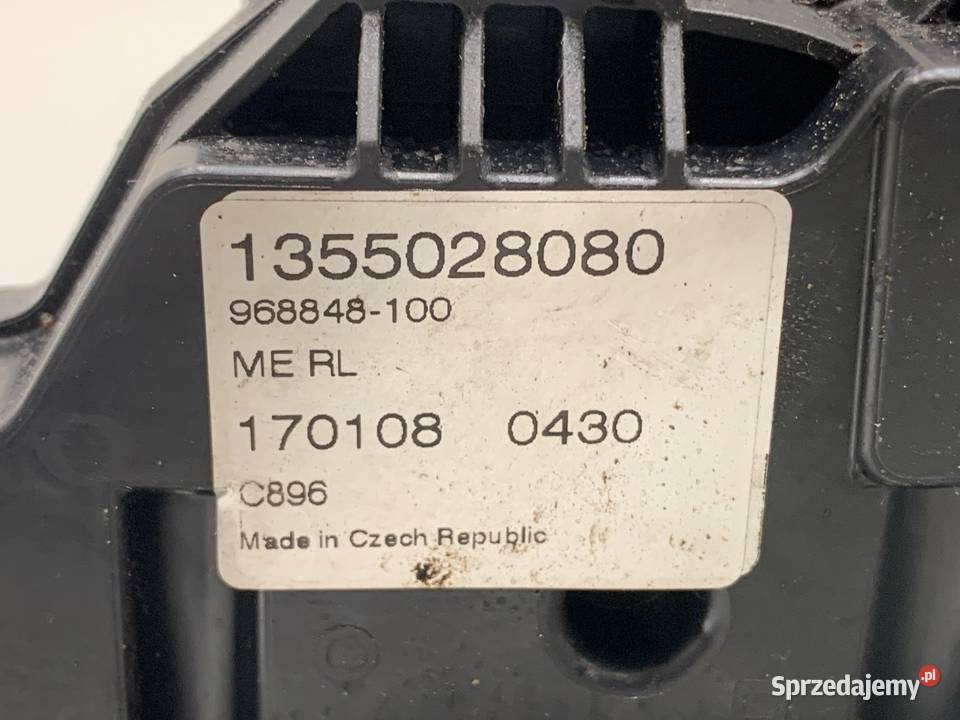 1355028080
968848-100
ME RL
170108 0430
C896
Made in Czech Republic
Sprzedajemy.pl